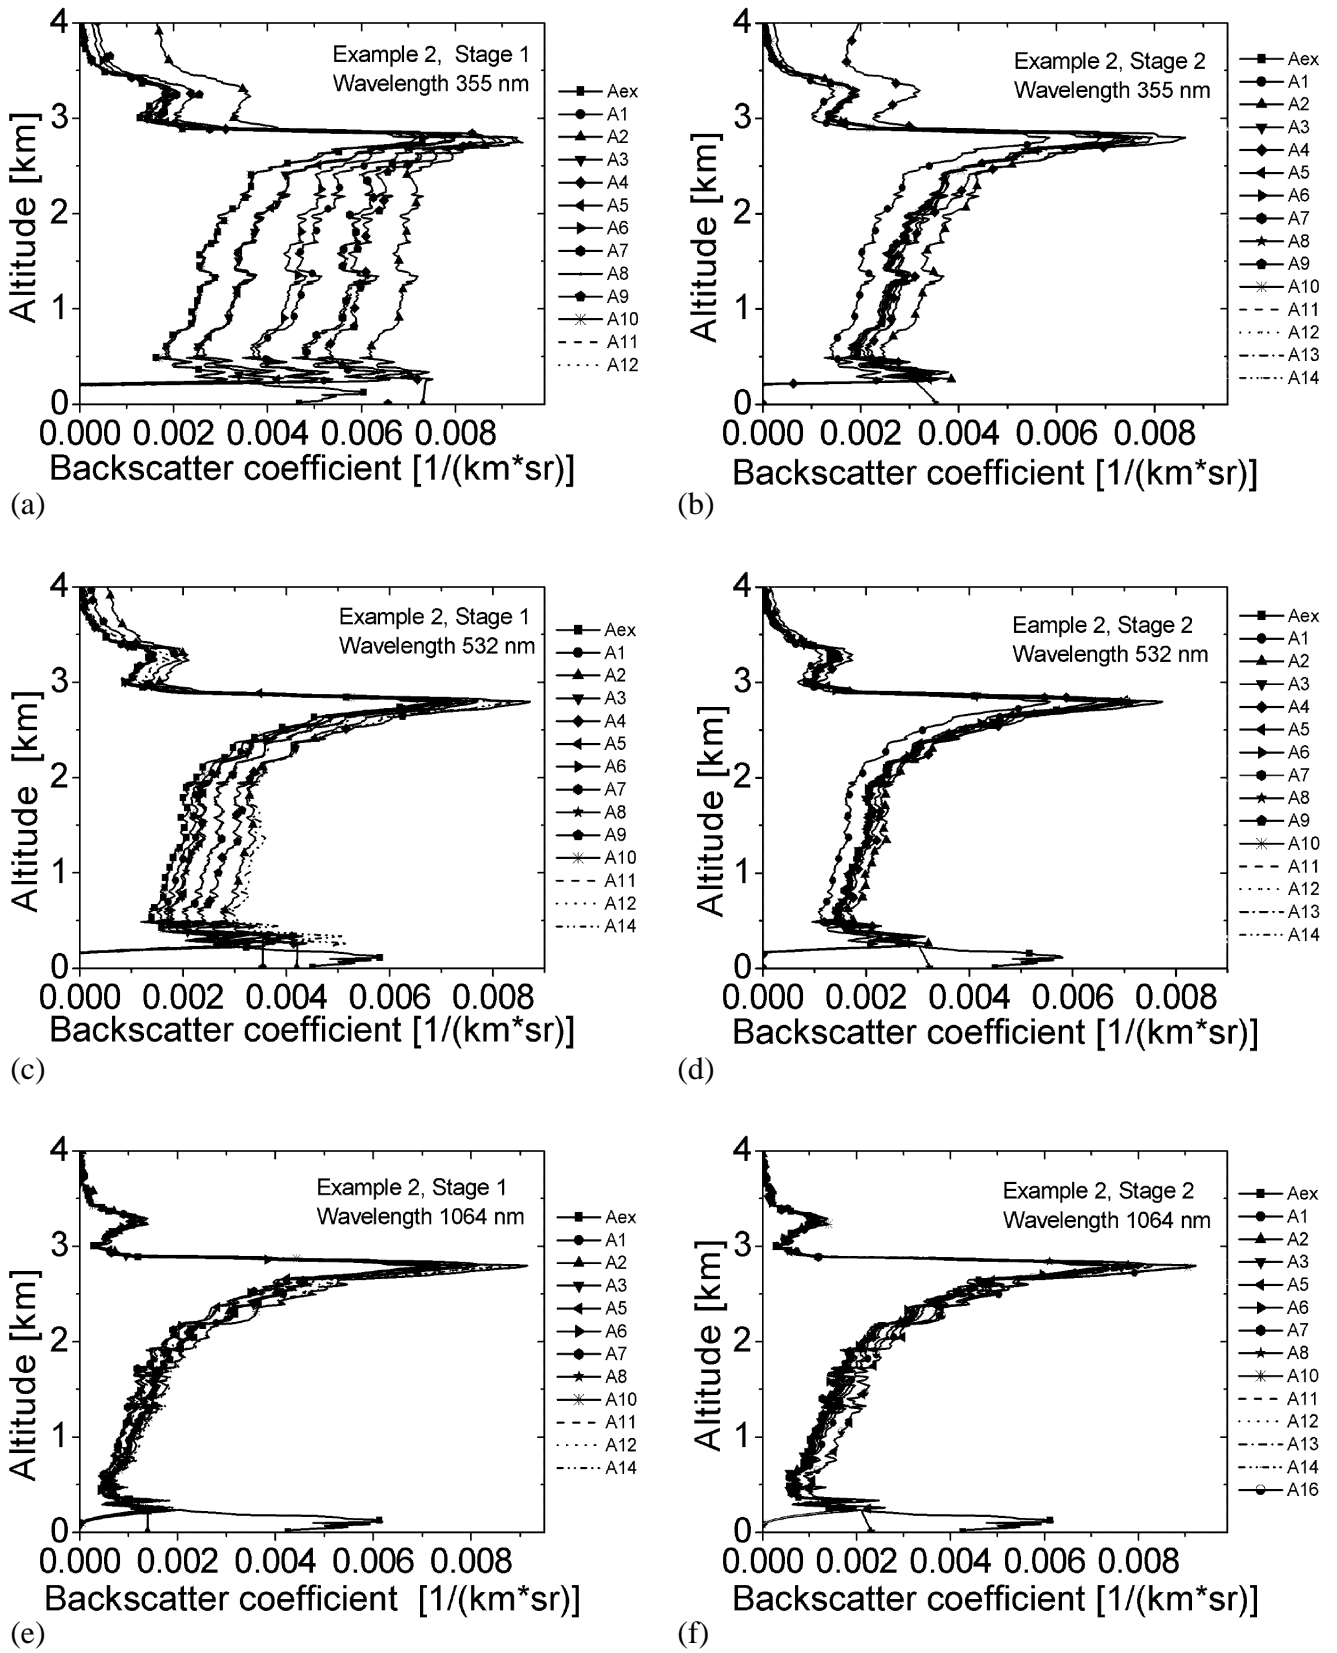 Example 2, Stage 1
Wavelength 355 nm
Altitude [km]
4
3
2
1
0
0.000 0.002 0.004 0.006 0.008
Backscatter coefficient [1/(km*sr)]
Aex
A1
A2
A3
A4
A5
A6
A7
A8
A9
A10
A11
A12
(a)
Example 2, Stage 2
Wavelength 355 nm
Altitude [km]
4
3
2
1
0
0.000 0.002 0.004 0.006 0.008
Backscatter coefficient [1/(km*sr)]
Aex
A1
A2
A3
A4
A5
A6
A7
A8
A9
A10
A11
A12
A13
A14
(b)
Example 2, Stage 1
Wavelength 532 nm
Altitude [km]
4
3
2
1
0
0.000 0.002 0.004 0.006 0.008
Backscatter coefficient [1/(km*sr)]
Aex
A1
A2
A3
A4
A5
A6
A7
A8
A9
A10
A11
A12
A14
(c)
Eample 2, Stage 2
Wavelength 532 nm
Altitude [km]
4
3
2
1
0
0.000 0.002 0.004 0.006 0.008
Backscatter coefficient [1/(km*sr)]
Aex
A1
A2
A3
A4
A5
A6
A7
A8
A9
A10
A11
A12
A13
A14
(d)
Example 2, Stage 1
Wavelength 1064 nm
Altitude [km]
4
3
2
1
0
0.000 0.002 0.004 0.006 0.008
Backscatter coefficient [1/(km*sr)]
Aex
A1
A2
A3
A5
A6
A7
A8
A10
A11
A12
A14
(e)
Example 2, Stage 2
Wavelength 1064 nm
Altitude [km]
4
3
2
1
0
0.000 0.002 0.004 0.006 0.008
Backscatter coefficient [1/(km*sr)]
Aex
A1
A2
A3
A5
A6
A7
A8
A10
A11
A12
A13
A14
A16
(f)